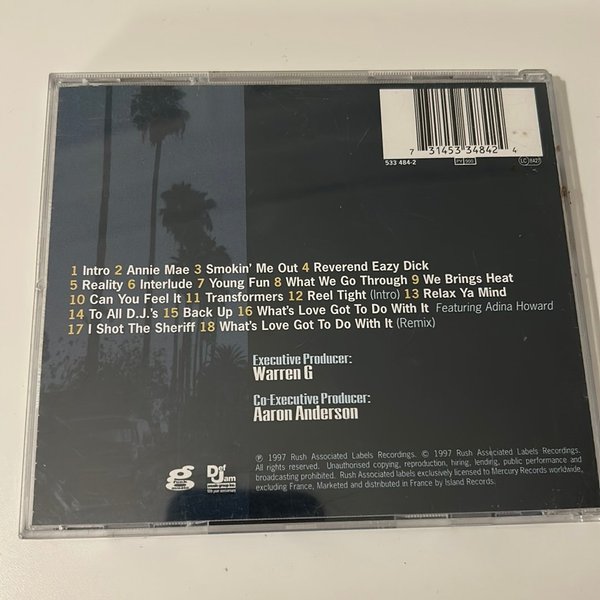 7 31453 34842 4
533 484-2
PY 900
LC 8427
1 Intro 2 Annie Mae 3 Smokin' Me Out 4 Reverend Eazy Dick
5 Reality 6 Interlude 7 Young Fun 8 What We Go Through 9 We Brings Heat
10 Can You Feel It 11 Transformers 12 Reel Tight (Intro) 13 Relax Ya Mind
14 To All D.J.'s 15 Back Up 16 What's Love Got To Do With It Featuring Adina Howard
17 I Shot The Sheriff 18 What's Love Got To Do With It (Remix)
Executive Producer:
Warren G
Co-Executive Producer:
Aaron Anderson
℗ 1997 Rush Associated Labels Recordings. © 1997 Rush Associated Labels Recordings.
All rights reserved. Unauthorised copying, reproduction, hiring, lending, public performance and
broadcasting prohibited. Rush Associated labels exclusively licensed to Mercury Records worldwide,
excluding France, Marketed and distributed in France by Island Records.
g
Def Jam